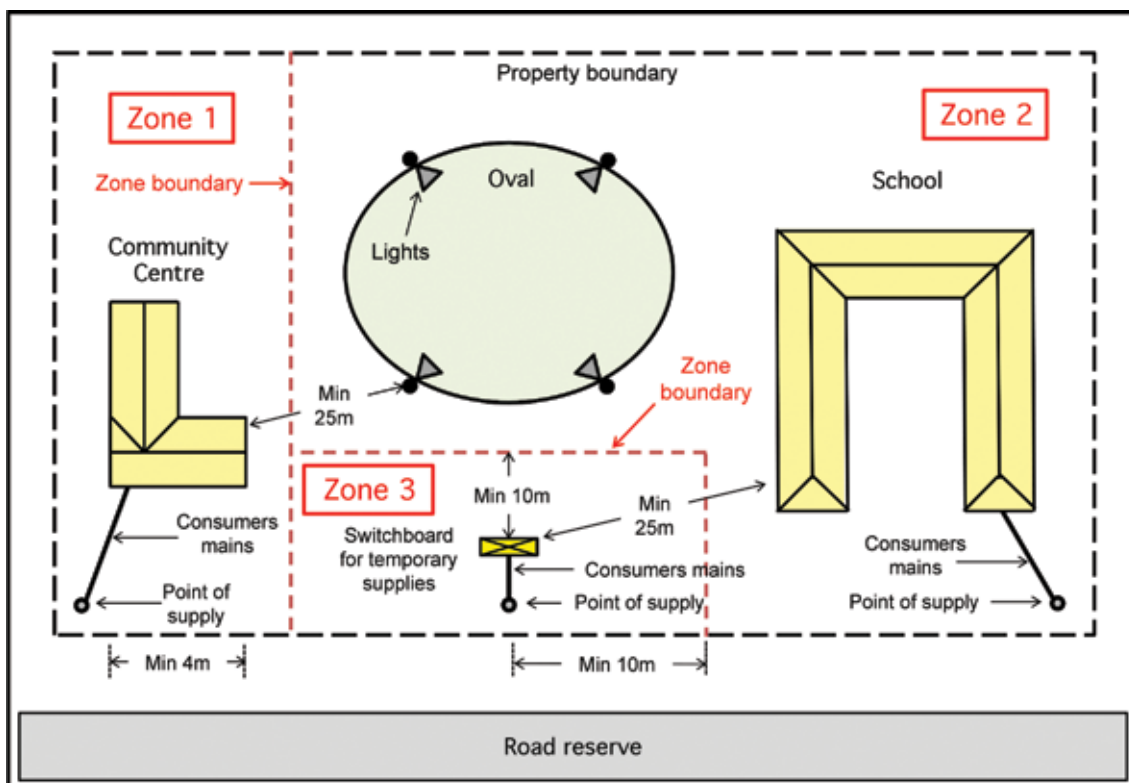 Property boundary
Zone 1
Zone 2
Zone boundary
Oval
School
Lights
Community
Centre
Min
25m
Zone
boundary
Zone 3
Min 10m
Min
25m
Switchboard
for temporary
supplies
Consumers
mains
Consumers mains
Consumers
mains
Point of
supply
Point of supply
Point of supply
Min 4m
Min 10m
Road reserve